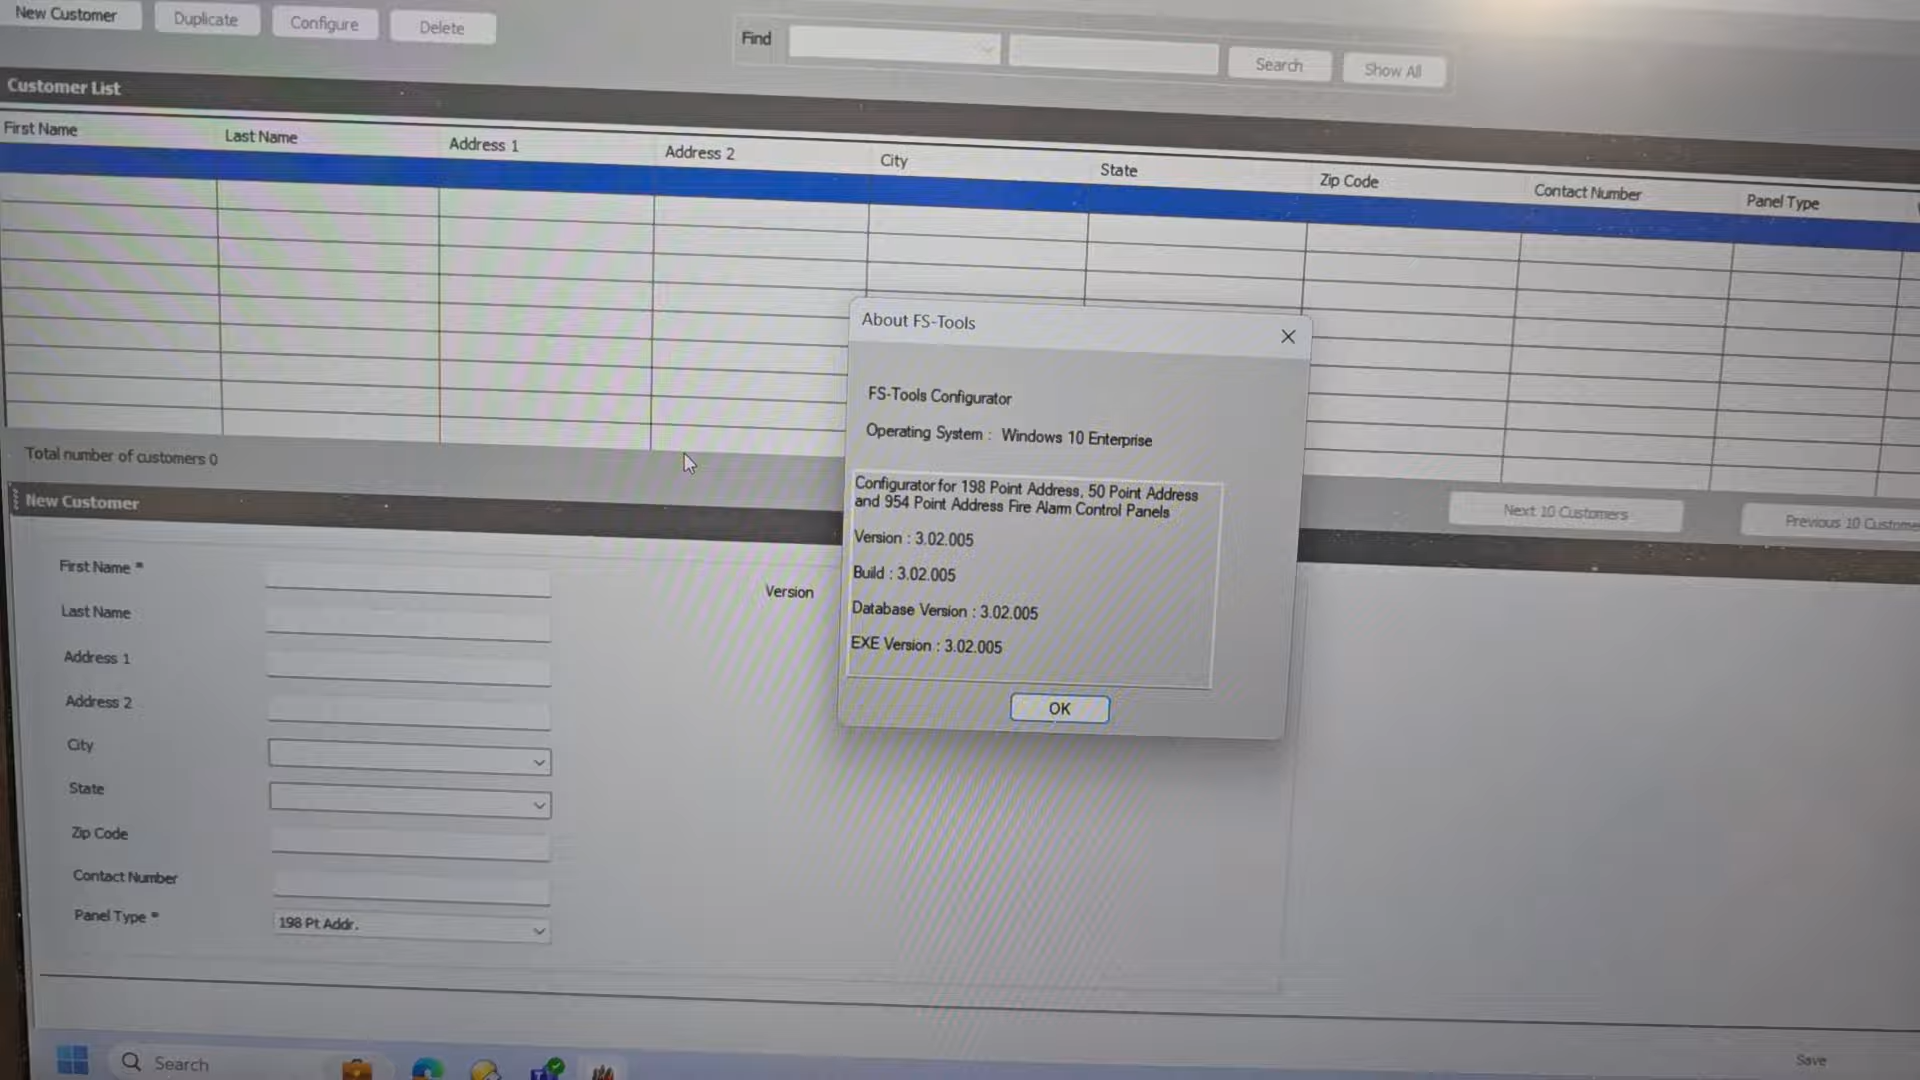 New Customer Duplicate Configure Delete Find Search Show All
Customer List
First Name Last Name Address 1 Address 2 City State Zip Code Contact Number Panel Type
Total number of customers 0
Next 10 Customers Previous 10 Custome
New Customer
First Name *
Last Name
Address 1
Address 2
City
State
Zip Code
Contact Number
Panel Type * 198 Pt Addr.
Version
About FS-Tools
FS-Tools Configurator
Operating System : Windows 10 Enterprise
Configurator for 198 Point Address, 50 Point Address
and 954 Point Address Fire Alarm Control Panels
Version : 3.02.005
Build : 3.02.005
Database Version : 3.02.005
EXE Version : 3.02.005
OK
Save
Search